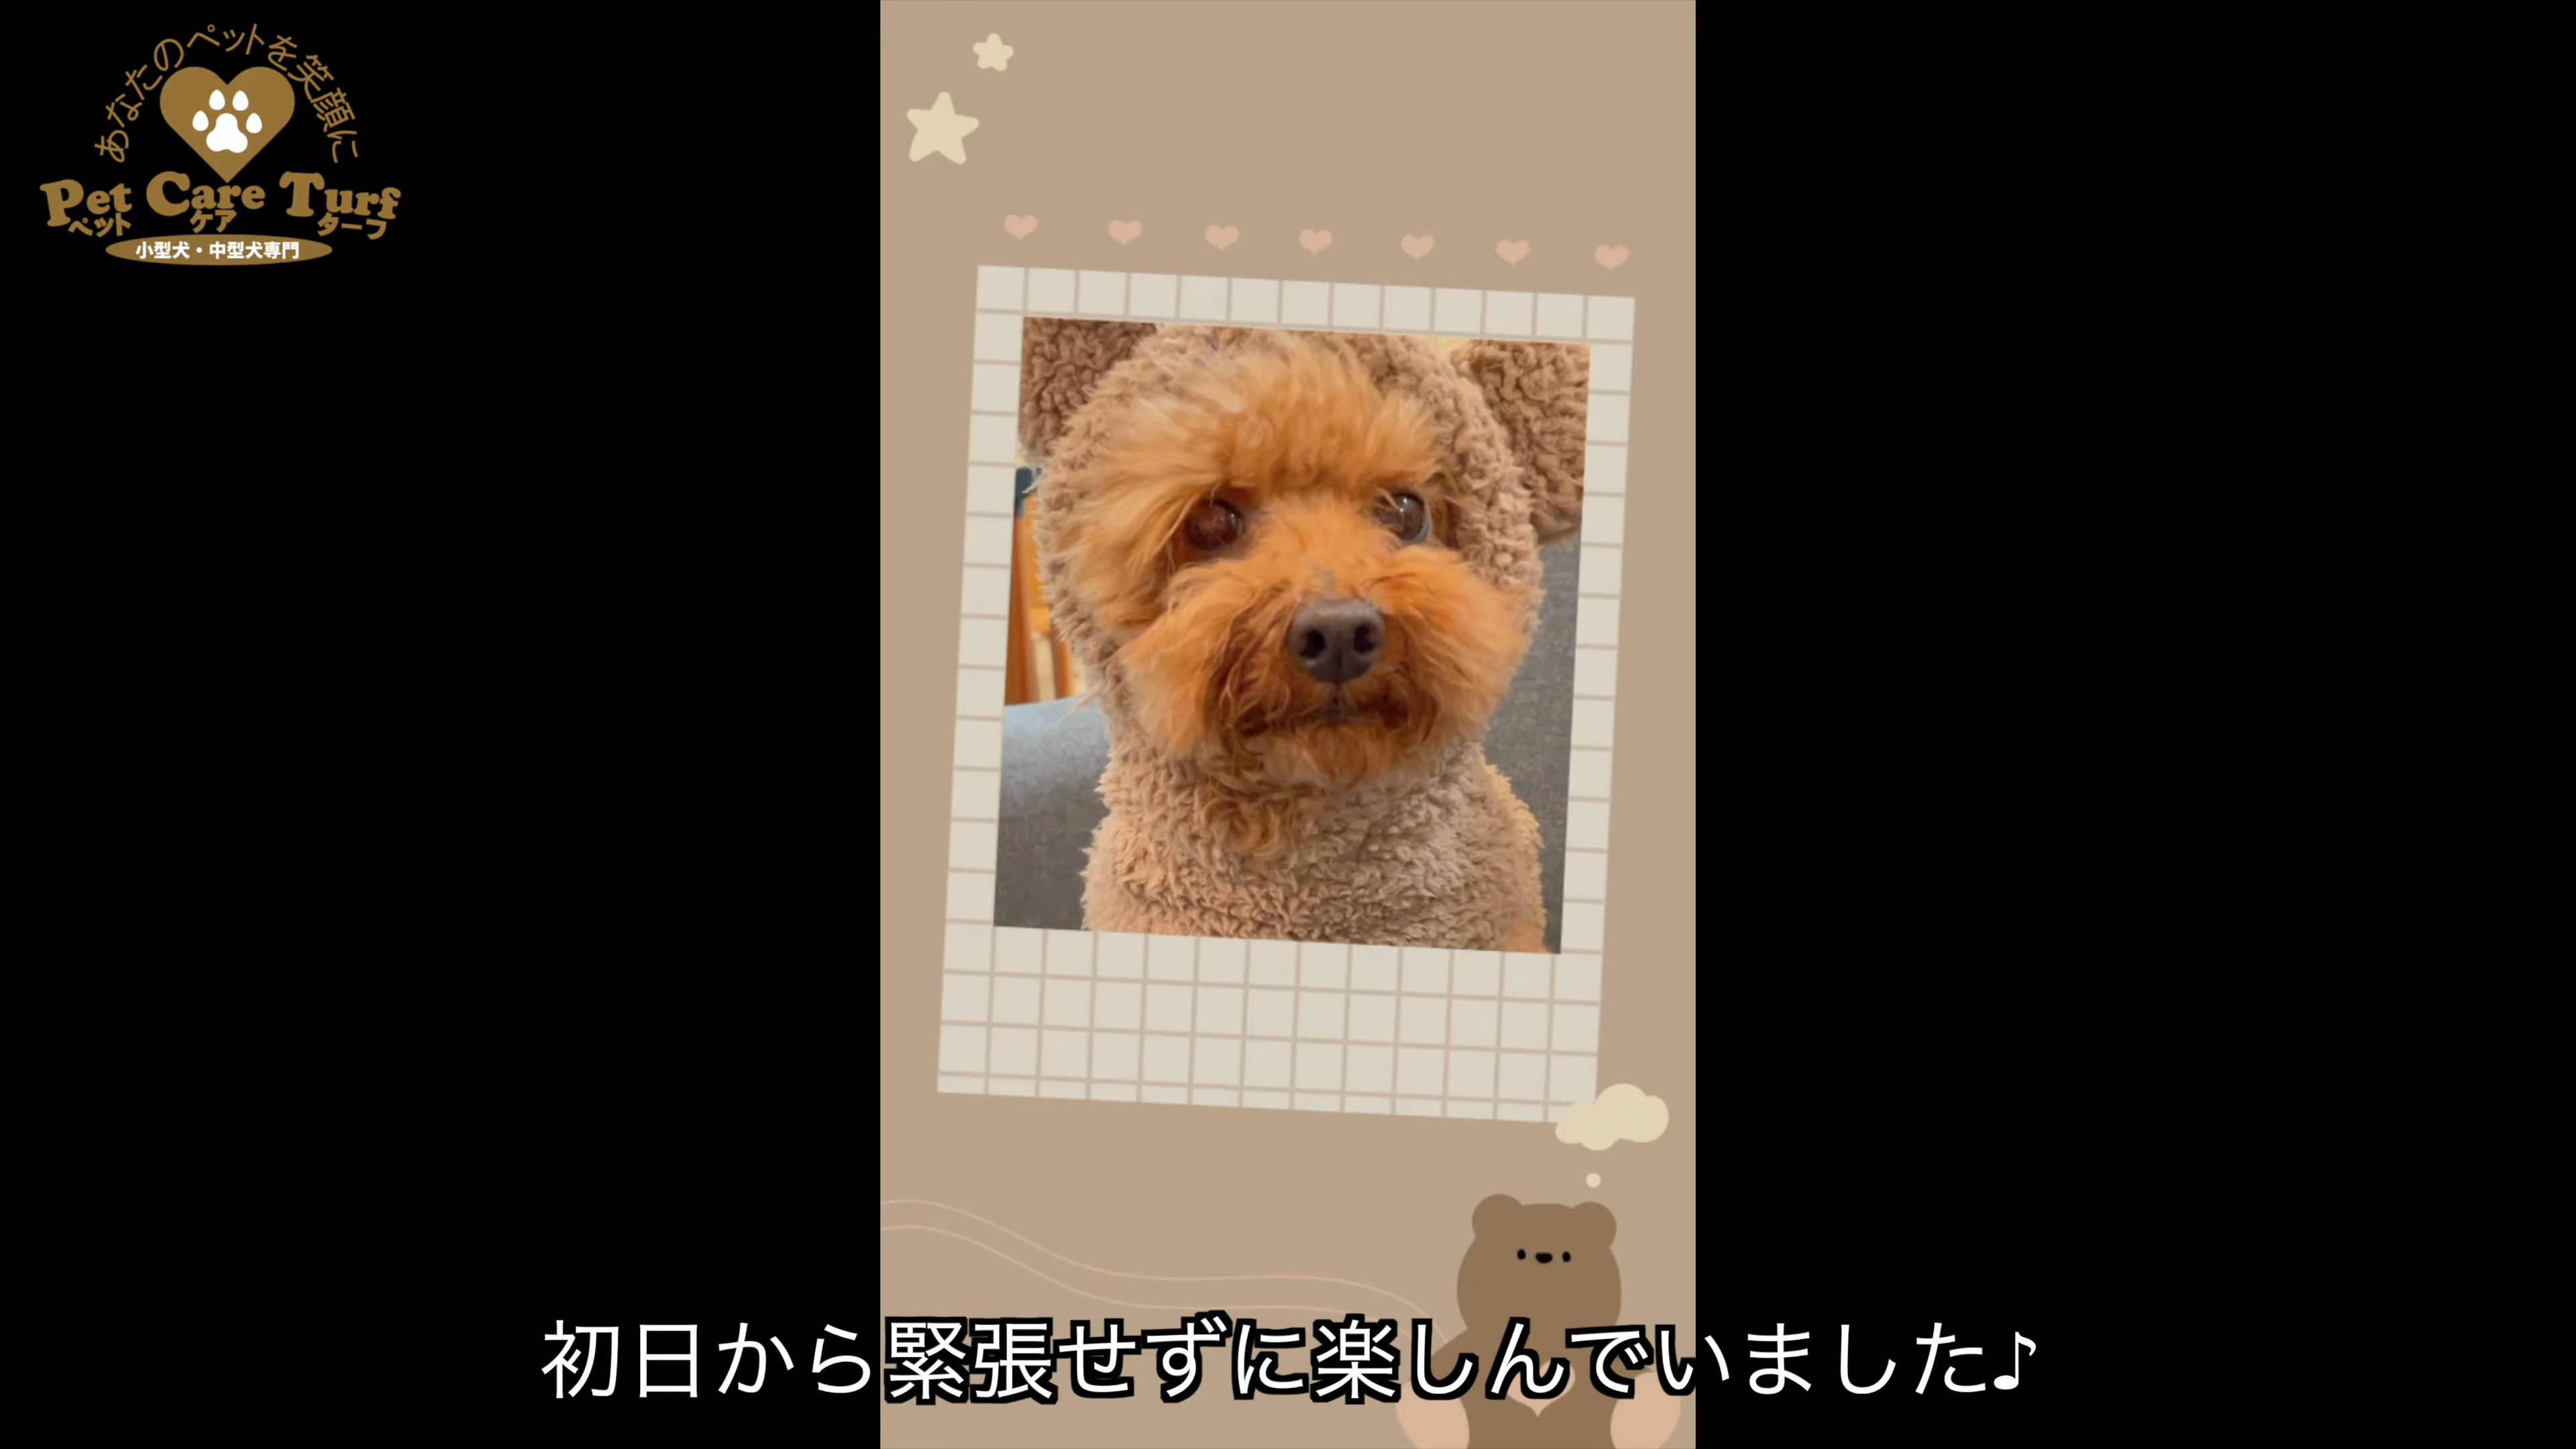 あなたのペットを笑顔に
Pet Care Turf
ペット ケア ターフ
小型犬・中型犬専門
初日から緊張せずに楽しんでいました♪